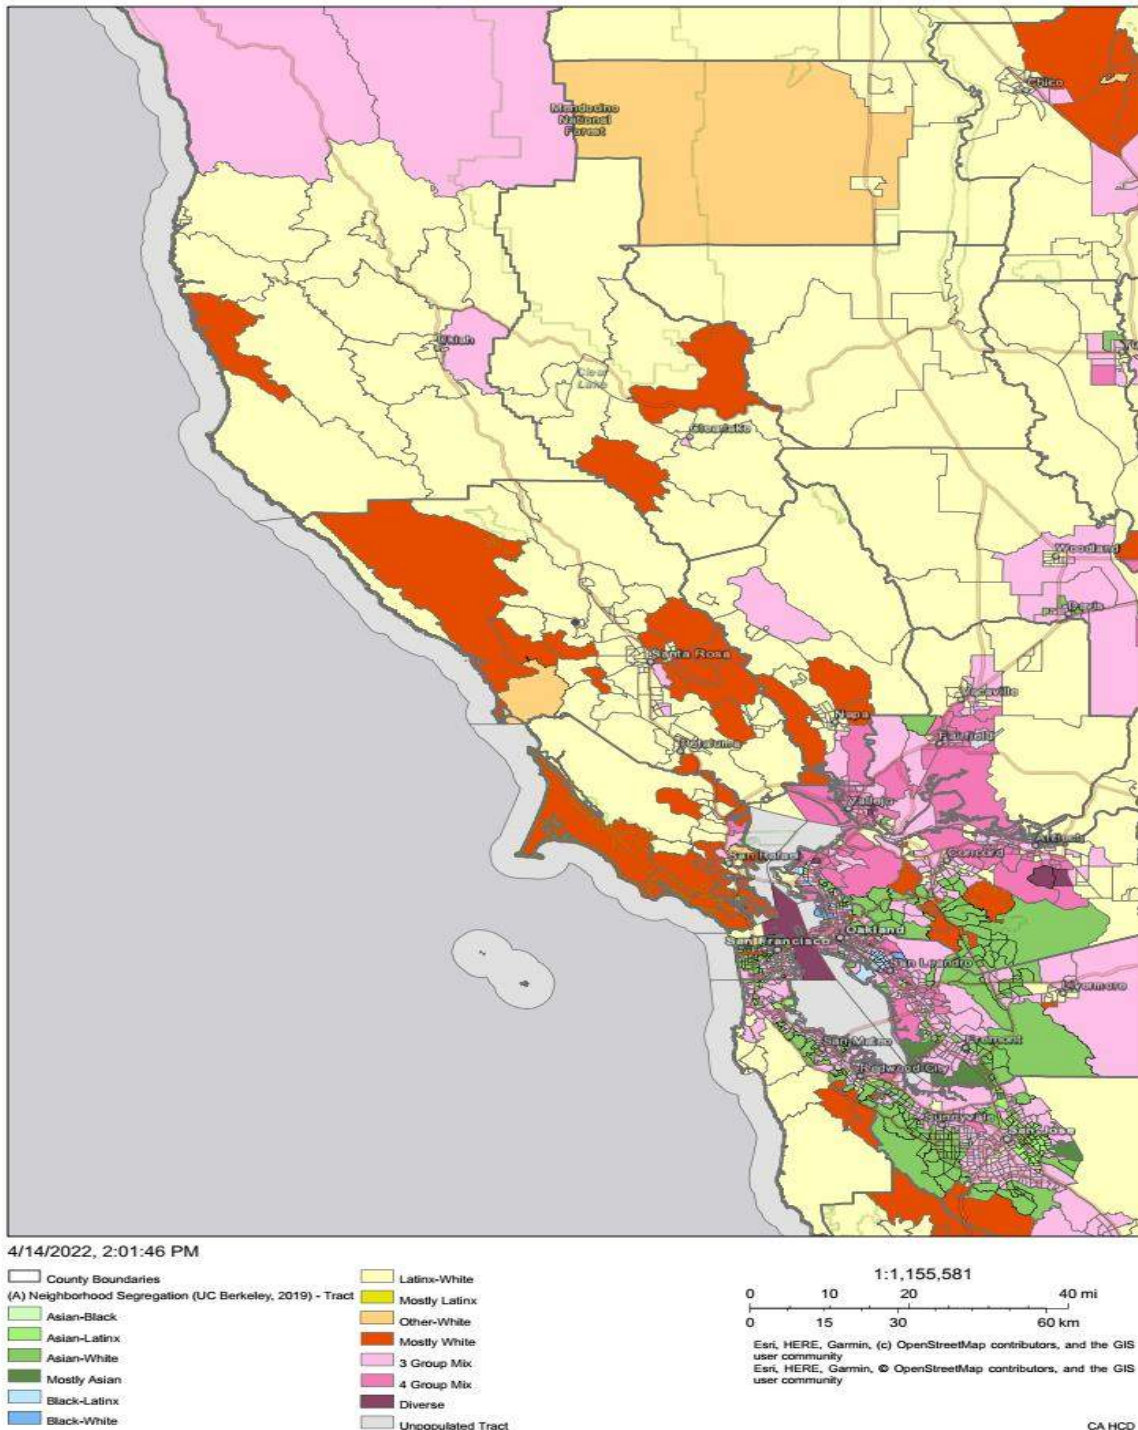 Mendocino
National
Forest
Chico
Ukiah
Clear
Lake
Clearlake
Woodland
Davis
Santa Rosa
Vacaville
Napa
Fairfield
Petaluma
Vallejo
Antioch
Concord
San Rafael
Oakland
San Francisco
San Leandro
Livermore
San Mateo
Fremont
Redwood City
Sunnyvale
San Jose
4/14/2022, 2:01:46 PM
County Boundaries
(A) Neighborhood Segregation (UC Berkeley, 2019) - Tract
Asian-Black
Asian-Latinx
Asian-White
Mostly Asian
Black-Latinx
Black-White
Latinx-White
Mostly Latinx
Other-White
Mostly White
3 Group Mix
4 Group Mix
Diverse
Unpopulated Tract
1:1,155,581
0 10 20 40 mi
0 15 30 60 km
Esri, HERE, Garmin, (c) OpenStreetMap contributors, and the GIS
user community
Esri, HERE, Garmin, © OpenStreetMap contributors, and the GIS
user community
CA HCD